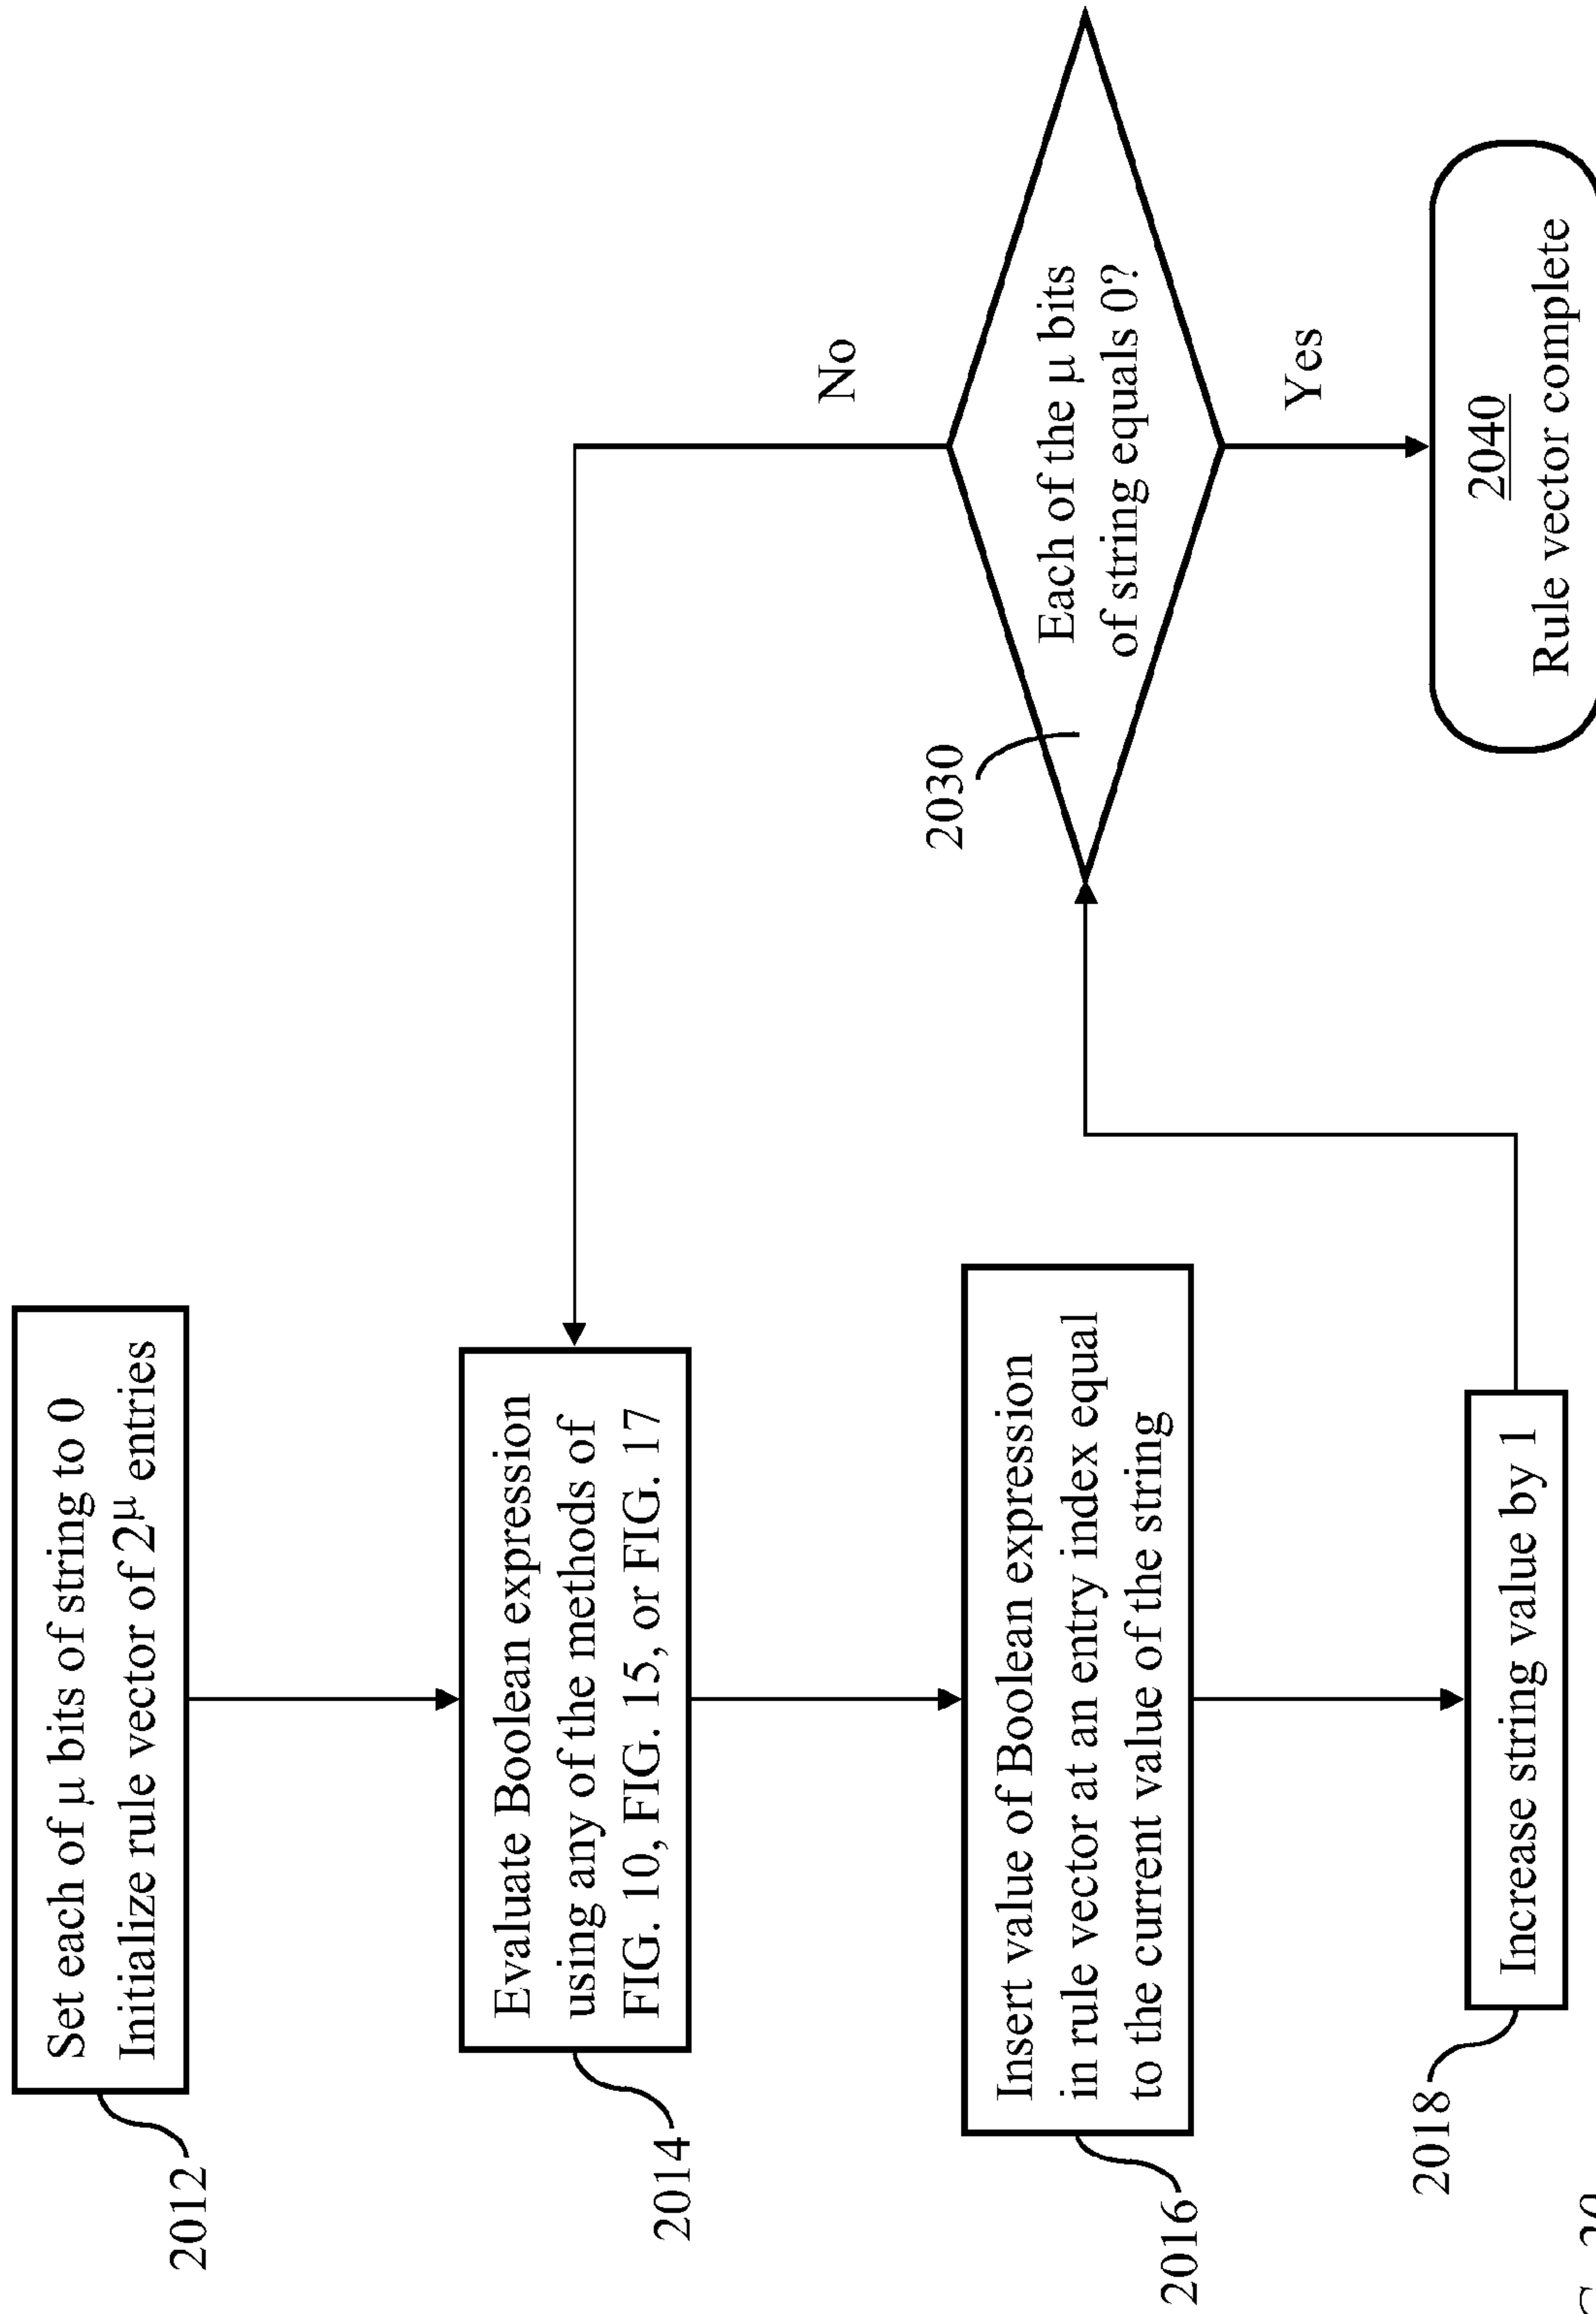 2012
Set each of μ bits of string to 0
Initialize rule vector of 2^μ entries
2014
Evaluate Boolean expression
using any of the methods of
FIG. 10, FIG. 15, or FIG. 17
2016
Insert value of Boolean expression
in rule vector at an entry index equal
to the current value of the string
2018
Increase string value by 1
2030
Each of the μ bits
of string equals 0?
No
Yes
2040
Rule vector complete